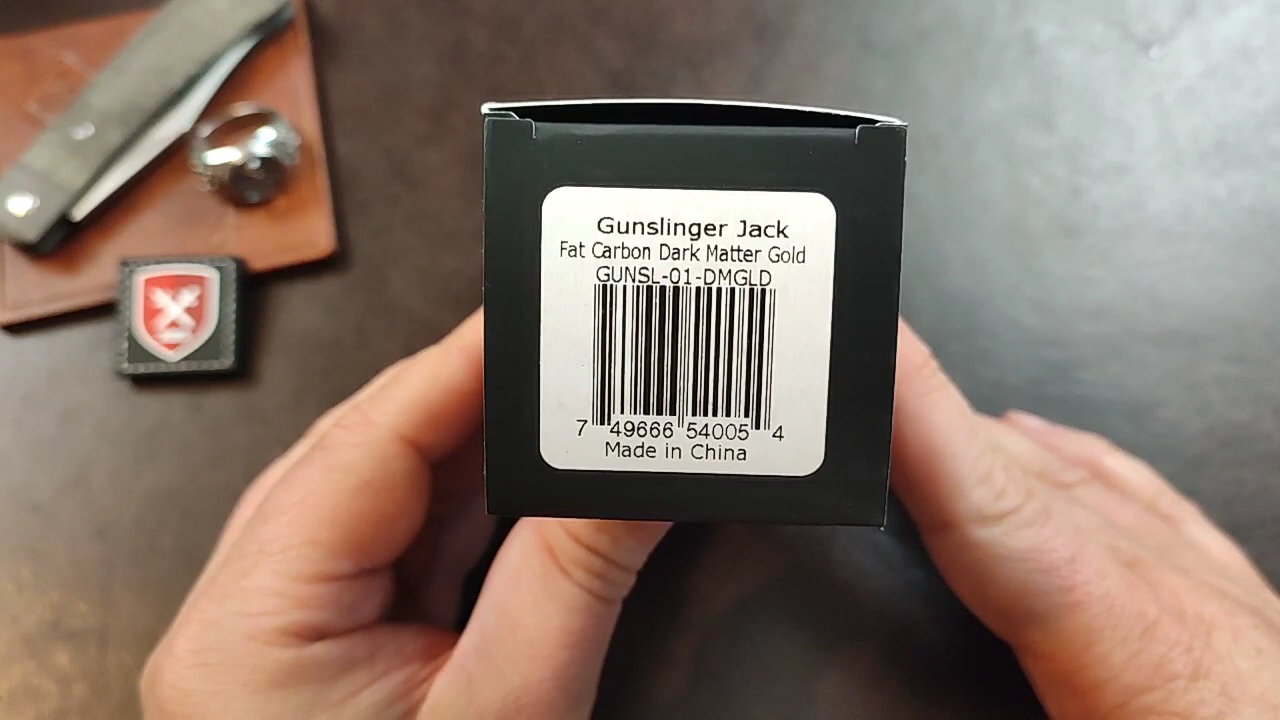 Gunslinger Jack
Fat Carbon Dark Matter Gold
GUNSL-01-DMGLD
7 49666 54005 4
Made in China